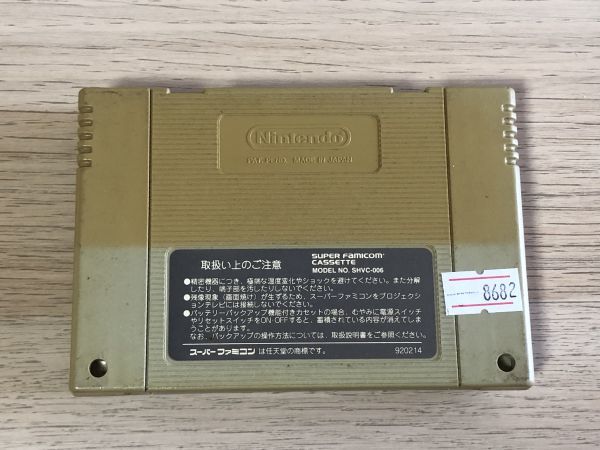 Nintendo
PAT. PEND. MADE IN JAPAN
取扱い上のご注意
SUPER FAMICOM
CASSETTE
MODEL NO. SHVC-006
●精密機器につき、極端な温度変化やショックを避けてください。また分解
したり、端子部を汚したりしないでください。
●残像現象（画面焼け）が生ずるため、スーパーファミコンをプロジェクシ
ョンテレビには接続しないでください。
●バッテリーバックアップ機能付きカセットの場合、むやみに電源スイッチ
やリセットスイッチをON・OFFすると、蓄積されている内容が消えてしま
うことがあります。
なお、バックアップの操作方法については、取扱説明書をご参照ください。
スーパーファミコン は任天堂の商標です。
920214
8682